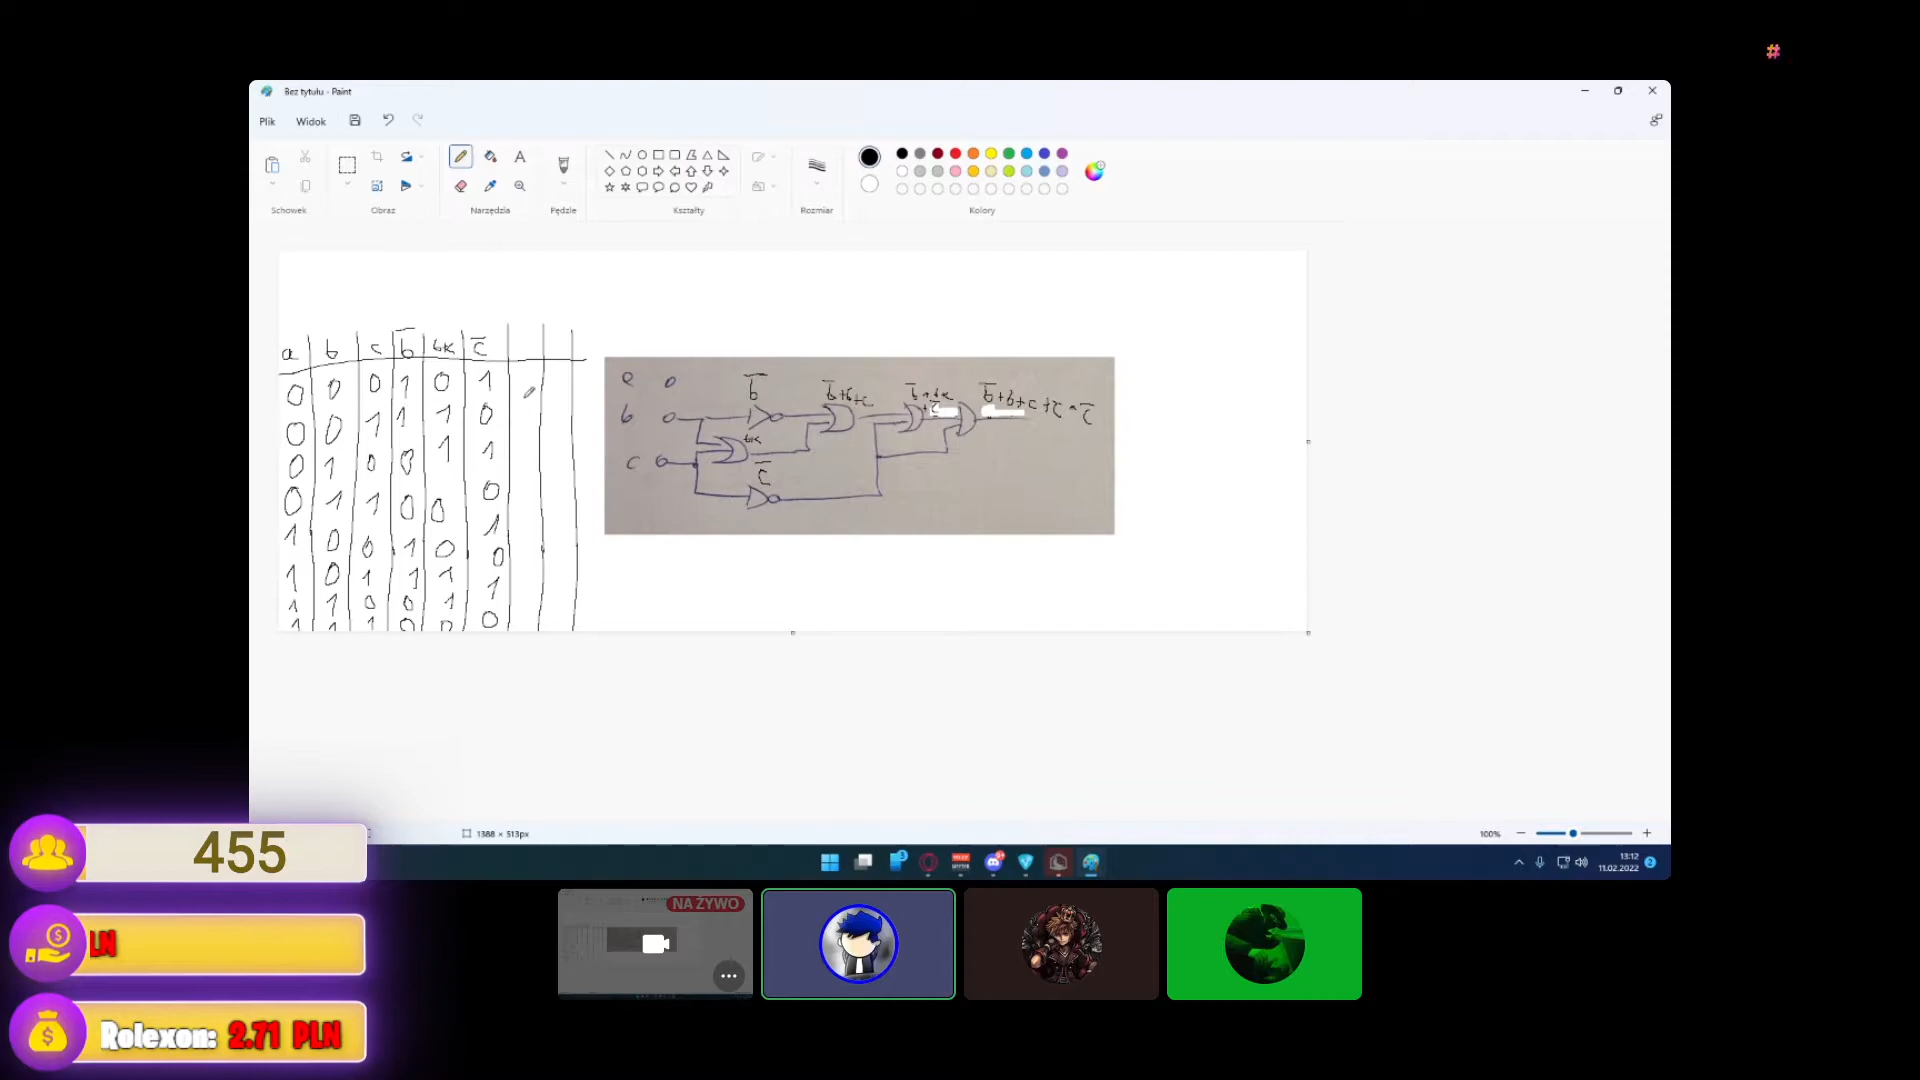 #
Bez tytułu - Paint
Plik Widok
Schowek Obraz Narzędzia Pędzle Kształty Rozmiar Kolory
a b c b̅ bc c̅
0 0 0 1 0 1
0 0 1 1 1 0
0 1 0 0 1 1
0 1 1 0 0 0
1 0 0 1 0 1
1 0 1 1 1 0
1 1 0 0 1 1
1 1 1 0 0 0
b
c
b̅
b̅+b+c
c̅
b̅+b+c+c̅+c̅
1388 × 513px
100%
13:12
11.02.2022
2
455
NA ŻYWO
LN
Rolexon: 2.71 PLN